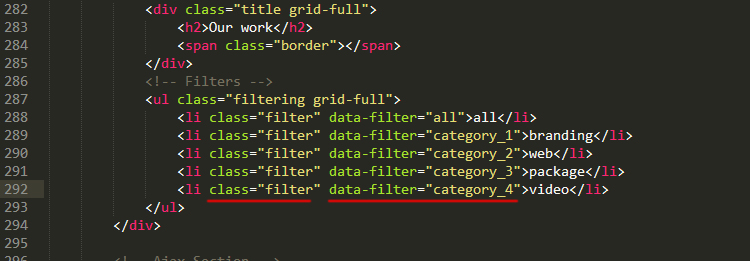 282 <div class="title grid-full">
283 <h2>Our work</h2>
284 <span class="border"></span>
285 </div>
286 <!-- Filters -->
287 <ul class="filtering grid-full">
288 <li class="filter" data-filter="all">all</li>
289 <li class="filter" data-filter="category_1">branding</li>
290 <li class="filter" data-filter="category_2">web</li>
291 <li class="filter" data-filter="category_3">package</li>
292 <li class="filter" data-filter="category_4">video</li>
293 </ul>
294 </div>
295
296 <!-- Ajax Section -->